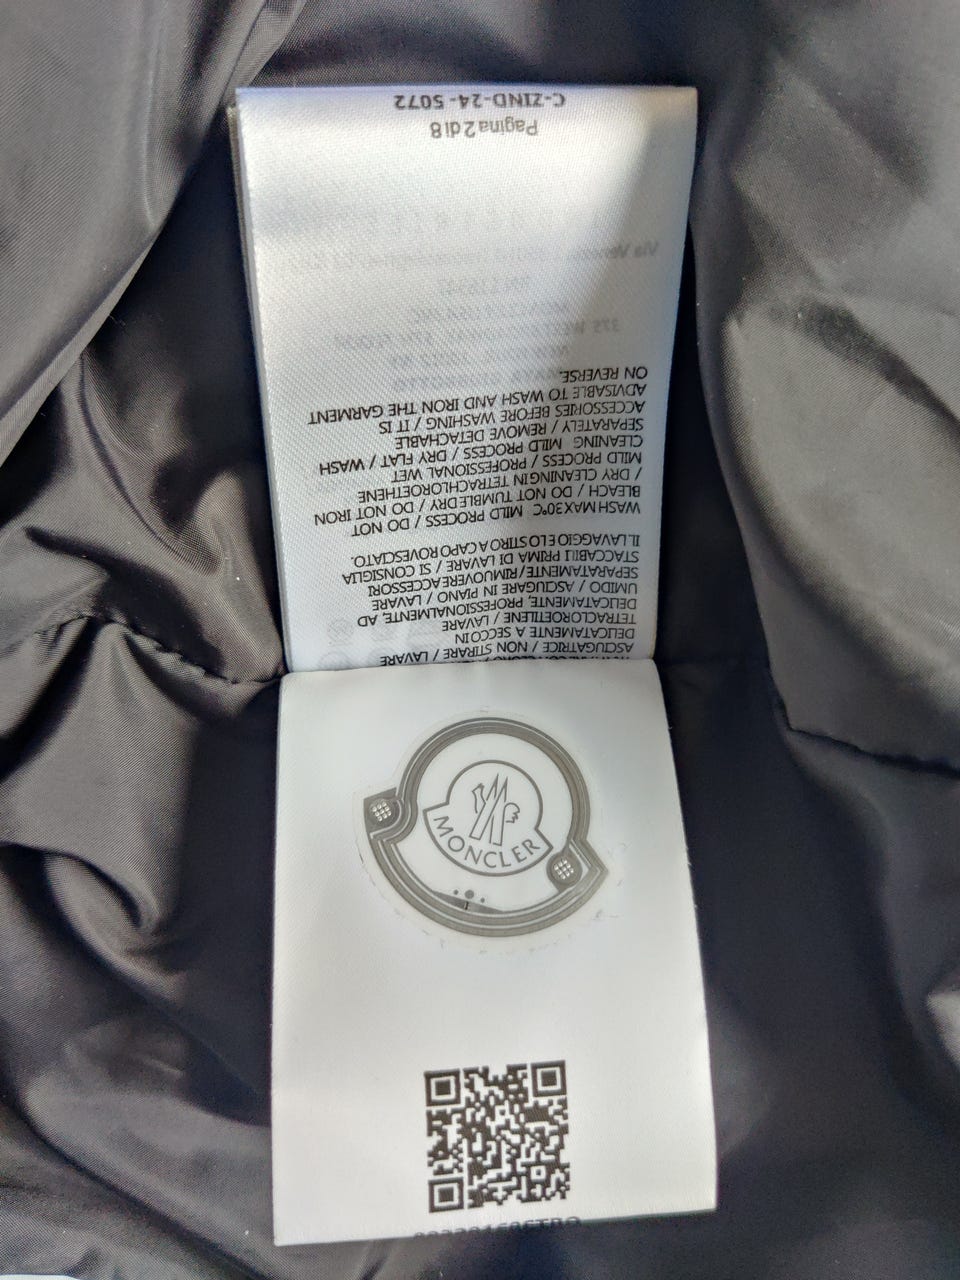 ASCIUGATRICE / NON STIRARE / LAVARE
DELICATAMENTE A SECCO IN
TETRACLOROETILENE / LAVARE
DELICATAMENTE, PROFESSIONALMENTE, AD
UMIDO / ASCIUGARE IN PIANO / LAVARE
SEPARATAMENTE/ RIMUOVERE ACCESSORI
STACCABILI PRIMA DI LAVARE / SI CONSIGLIA
IL LAVAGGIO E LO STIRO A CAPO ROVESCIATO.
WASH MAX 30°C MILD PROCESS / DO NOT
BLEACH / DO NOT TUMBLE DRY / DO NOT IRON
/ DRY CLEANING IN TETRACHLOROETHENE
MILD PROCESS / PROFESSIONAL WET
CLEANING MILD PROCESS / DRY FLAT / WASH
SEPARATELY / REMOVE DETACHABLE
ACCESSORIES BEFORE WASHING / IT IS
ADVISABLE TO WASH AND IRON THE GARMENT
ON REVERSE.
Pagina 2 di 8
C-ZIND-24-5072
MONCLER